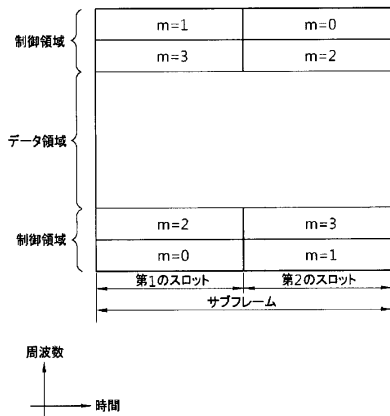 制御領域
m=1 m=0
m=3 m=2
データ領域
制御領域
m=2 m=3
m=0 m=1
第1のスロット 第2のスロット
サブフレーム
周波数
時間